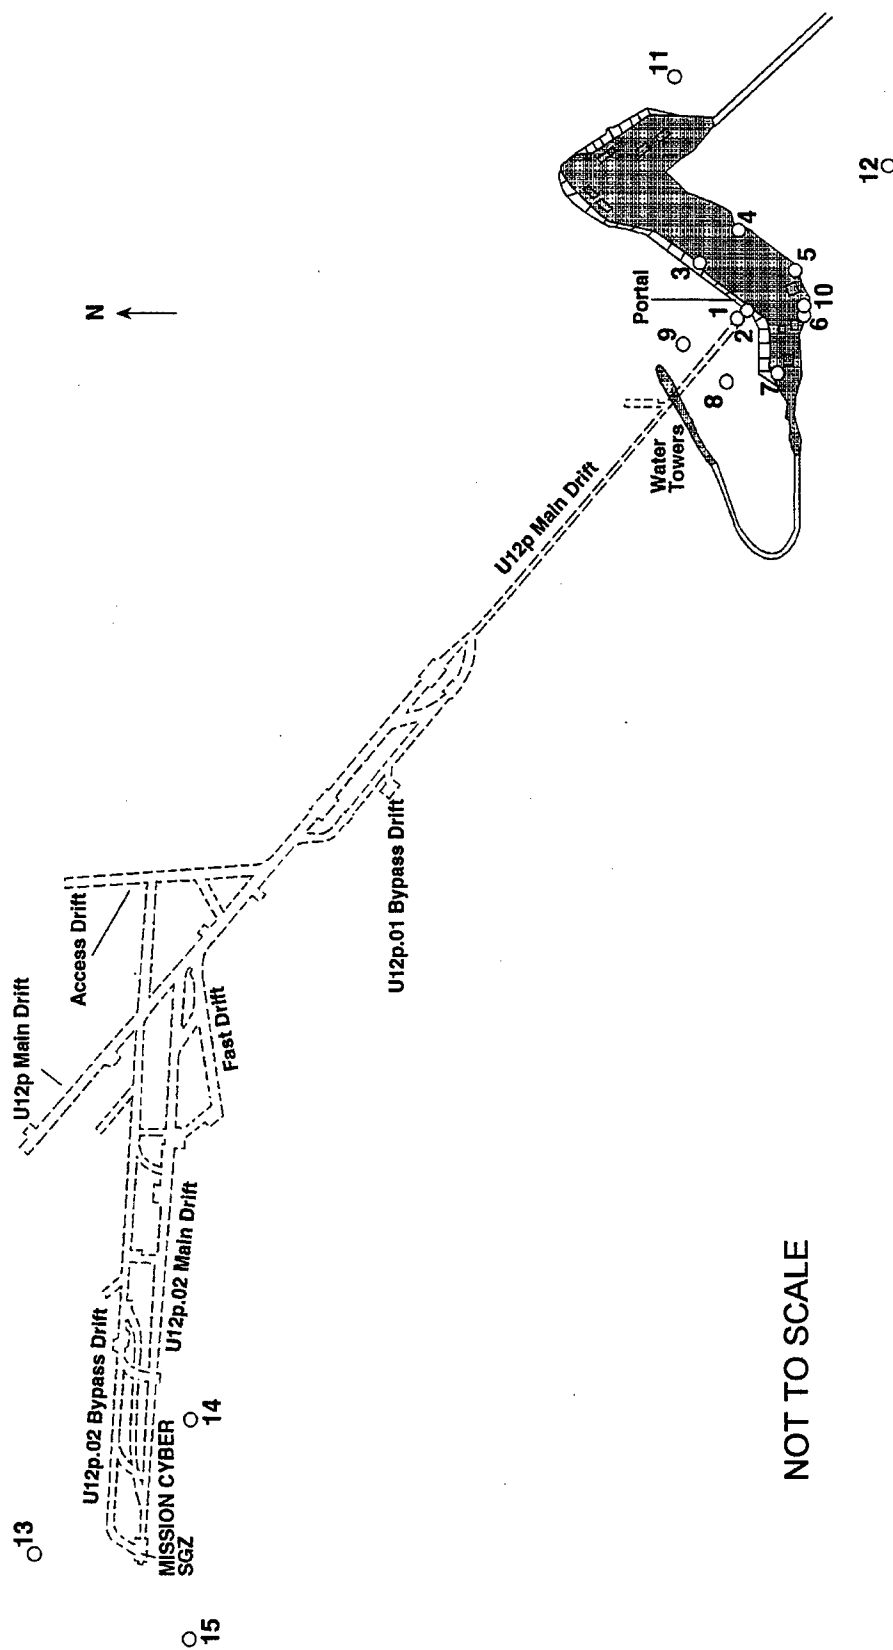 13
15
14
MISSION CYBER
SGZ
U12p.02 Bypass Drift
U12p.02 Main Drift
U12p Main Drift
Access Drift
Fast Drift
U12p.01 Bypass Drift
U12p Main Drift
N
Water
Towers
Portal
8
9
7
1
2
3
4
5
6
10
11
12
NOT TO SCALE